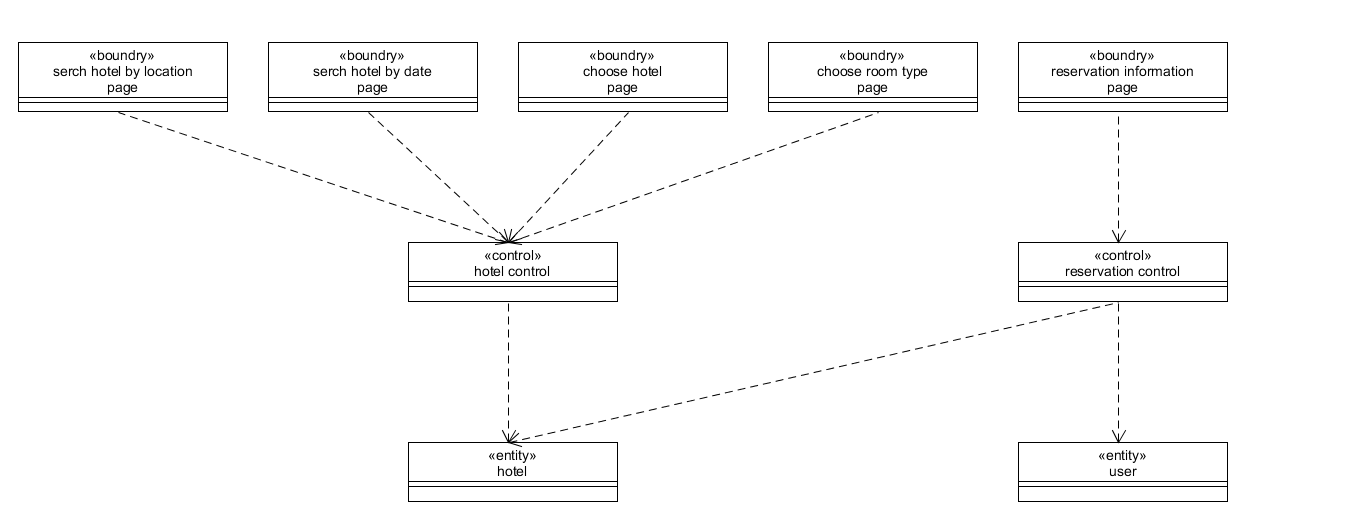 «boundry»
serch hotel by location
page
«boundry»
serch hotel by date
page
«boundry»
choose hotel
page
«boundry»
choose room type
page
«boundry»
reservation information
page
«control»
hotel control
«control»
reservation control
«entity»
hotel
«entity»
user